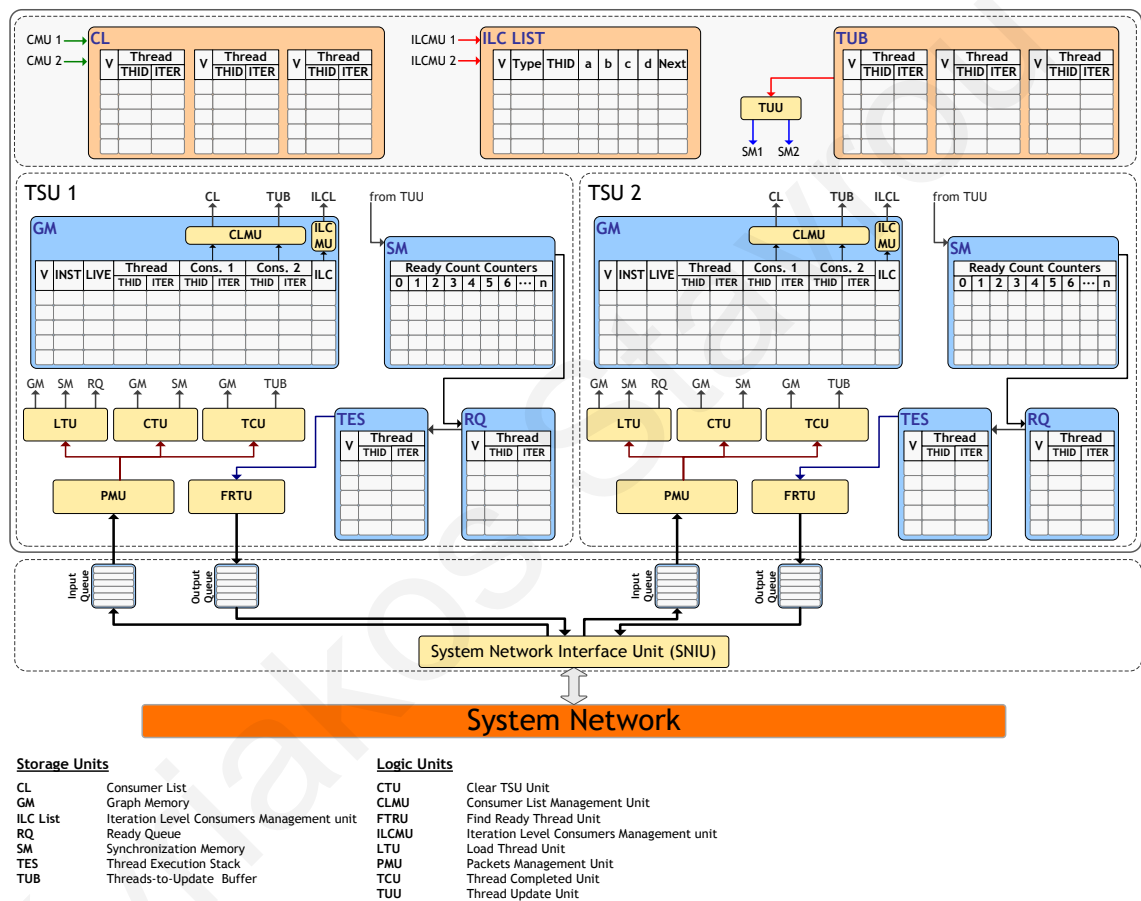 CMU 1
CMU 2
CL
V Thread V Thread V Thread
THID ITER THID ITER THID ITER
ILCMU 1
ILCMU 2
ILC LIST
V Type THID a b c d Next
TUB
V Thread V Thread V Thread
THID ITER THID ITER THID ITER
TUU
SM1 SM2
TSU 1
CL TUB ILCL
GM
CLMU
ILC
MU
V INST LIVE Thread Cons. 1 Cons. 2 ILC
THID ITER THID ITER THID ITER
from TUU
SM
Ready Count Counters
0 1 2 3 4 5 6 ... n
GM SM RQ GM SM GM TUB
LTU CTU TCU
TES
V Thread
THID ITER
RQ
V Thread
THID ITER
PMU FRTU
TSU 2
CL TUB ILCL
GM
CLMU
ILC
MU
V INST LIVE Thread Cons. 1 Cons. 2 ILC
THID ITER THID ITER THID ITER
from TUU
SM
Ready Count Counters
0 1 2 3 4 5 6 ... n
GM SM RQ GM SM GM TUB
LTU CTU TCU
TES
V Thread
THID ITER
RQ
V Thread
THID ITER
PMU FRTU
Input
Queue
Output
Queue
Input
Queue
Output
Queue
System Network Interface Unit (SNIU)
System Network
Storage Units
CL Consumer List
GM Graph Memory
ILC List Iteration Level Consumers Management unit
RQ Ready Queue
SM Synchronization Memory
TES Thread Execution Stack
TUB Threads-to-Update Buffer
Logic Units
CTU Clear TSU Unit
CLMU Consumer List Management Unit
FTRU Find Ready Thread Unit
ILCMU Iteration Level Consumers Management unit
LTU Load Thread Unit
PMU Packets Management Unit
TCU Thread Completed Unit
TUU Thread Update Unit